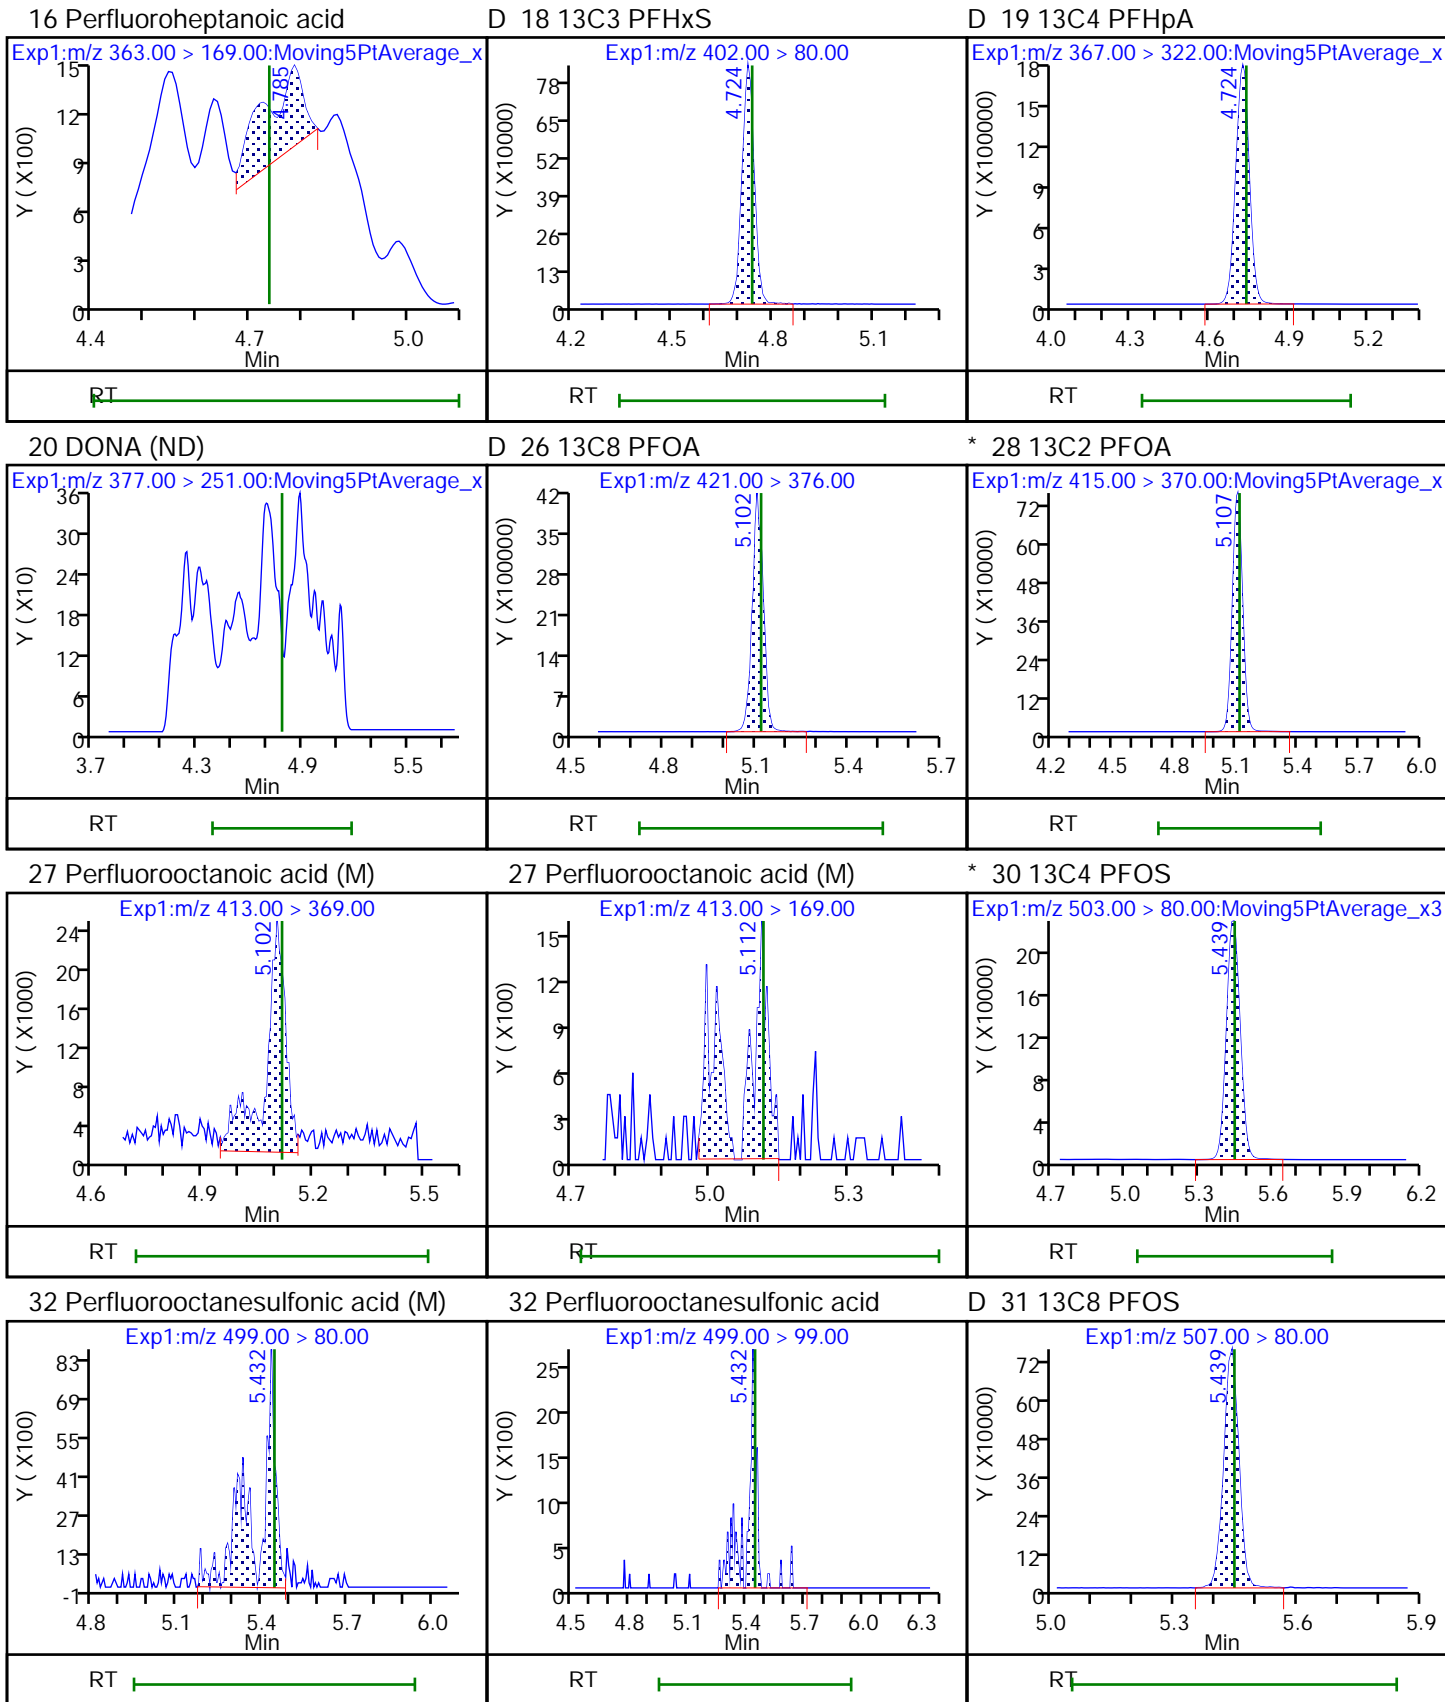 16 Perfluoroheptanoic acid
Exp1:m/z 363.00 > 169.00:Moving5PtAverage_x
Y ( X100)
15
12
9
6
3
0
4.785
4.4 4.7 5.0
Min
RT
D 18 13C3 PFHxS
Exp1:m/z 402.00 > 80.00
Y ( X100000)
78
65
52
39
26
13
0
4.724
4.2 4.5 4.8 5.1
Min
RT
D 19 13C4 PFHpA
Exp1:m/z 367.00 > 322.00:Moving5PtAverage_x
Y ( X100000)
18
15
12
9
6
3
0
4.724
4.0 4.3 4.6 4.9 5.2
Min
RT
20 DONA (ND)
Exp1:m/z 377.00 > 251.00:Moving5PtAverage_x
Y ( X10)
36
30
24
18
12
6
0
3.7 4.3 4.9 5.5
Min
RT
D 26 13C8 PFOA
Exp1:m/z 421.00 > 376.00
Y ( X100000)
42
35
28
21
14
7
0
5.102
4.5 4.8 5.1 5.4 5.7
Min
RT
* 28 13C2 PFOA
Exp1:m/z 415.00 > 370.00:Moving5PtAverage_x
Y ( X10000)
72
60
48
36
24
12
0
5.107
4.2 4.5 4.8 5.1 5.4 5.7 6.0
Min
RT
27 Perfluorooctanoic acid (M)
Exp1:m/z 413.00 > 369.00
Y ( X1000)
24
20
16
12
8
4
0
5.102
4.6 4.9 5.2 5.5
Min
RT
27 Perfluorooctanoic acid (M)
Exp1:m/z 413.00 > 169.00
Y ( X100)
15
12
9
6
3
0
5.112
4.7 5.0 5.3
Min
RT
* 30 13C4 PFOS
Exp1:m/z 503.00 > 80.00:Moving5PtAverage_x3
Y ( X10000)
20
16
12
8
4
0
5.439
4.7 5.0 5.3 5.6 5.9 6.2
Min
RT
32 Perfluorooctanesulfonic acid (M)
Exp1:m/z 499.00 > 80.00
Y ( X100)
83
69
55
41
27
13
-1
5.432
4.8 5.1 5.4 5.7 6.0
Min
RT
32 Perfluorooctanesulfonic acid
Exp1:m/z 499.00 > 99.00
Y ( X100)
25
20
15
10
5
0
5.432
4.5 4.8 5.1 5.4 5.7 6.0 6.3
Min
RT
D 31 13C8 PFOS
Exp1:m/z 507.00 > 80.00
Y ( X10000)
72
60
48
36
24
12
0
5.439
5.0 5.3 5.6 5.9
Min
RT